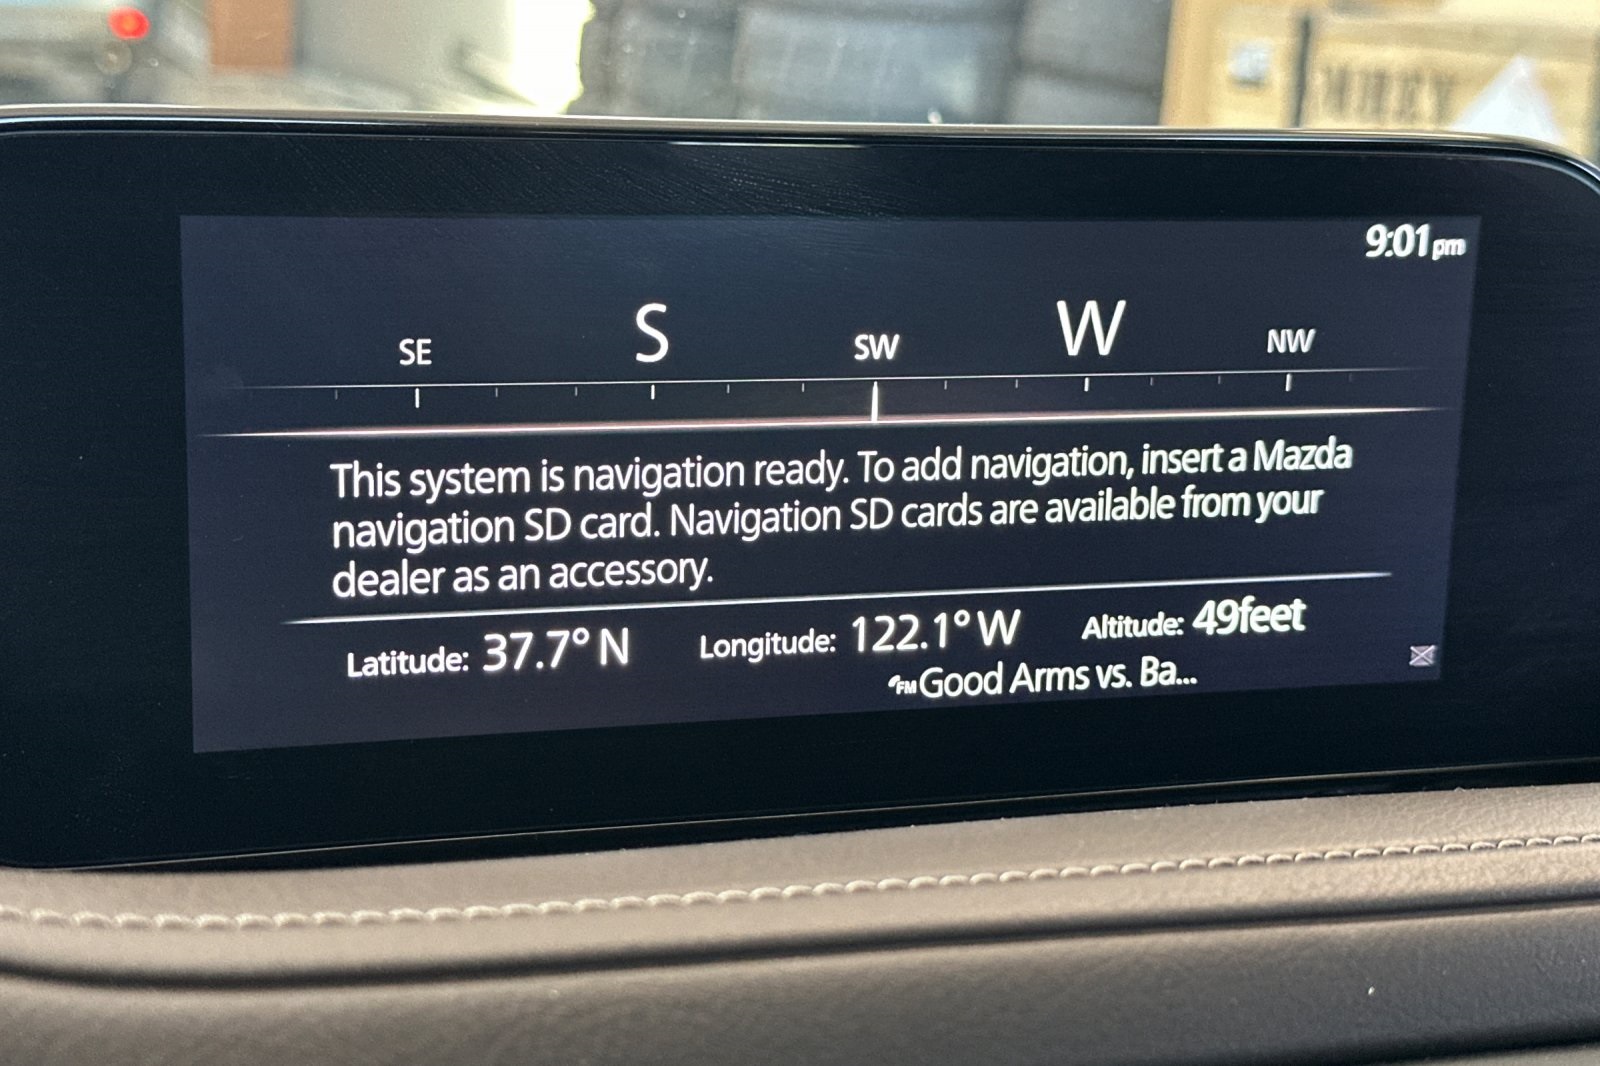 9:01 pm
SE S SW W NW
This system is navigation ready. To add navigation, insert a Mazda
navigation SD card. Navigation SD cards are available from your
dealer as an accessory.
Latitude: 37.7° N Longitude: 122.1° W Altitude: 49feet
FM Good Arms vs. Ba...